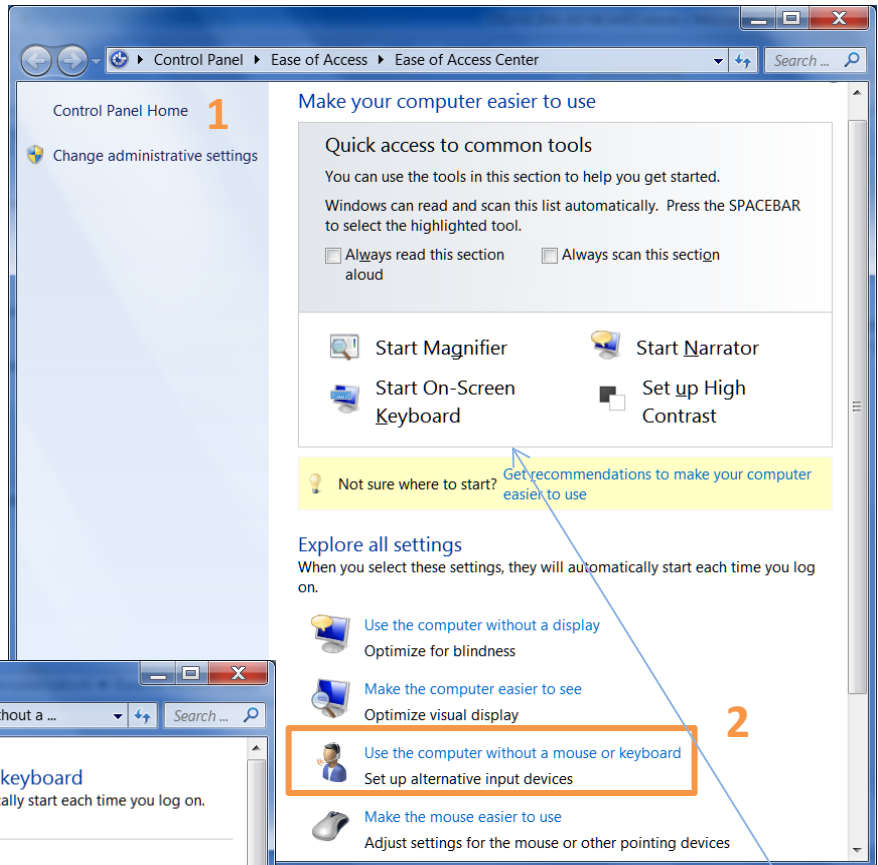 Control Panel Ease of Access Ease of Access Center
Search ...
Control Panel Home
1
Change administrative settings
Make your computer easier to use
Quick access to common tools
You can use the tools in this section to help you get started.
Windows can read and scan this list automatically. Press the SPACEBAR
to select the highlighted tool.
Always read this section
aloud
Always scan this section
Start Magnifier
Start Narrator
Start On-Screen
Keyboard
Set up High
Contrast
Not sure where to start?
Get recommendations to make your computer
easier to use
Explore all settings
When you select these settings, they will automatically start each time you log
on.
Use the computer without a display
Optimize for blindness
Make the computer easier to see
Optimize visual display
2
Use the computer without a mouse or keyboard
Set up alternative input devices
Make the mouse easier to use
Adjust settings for the mouse or other pointing devices
hout a ...
Search ...
keyboard
ally start each time you log on.